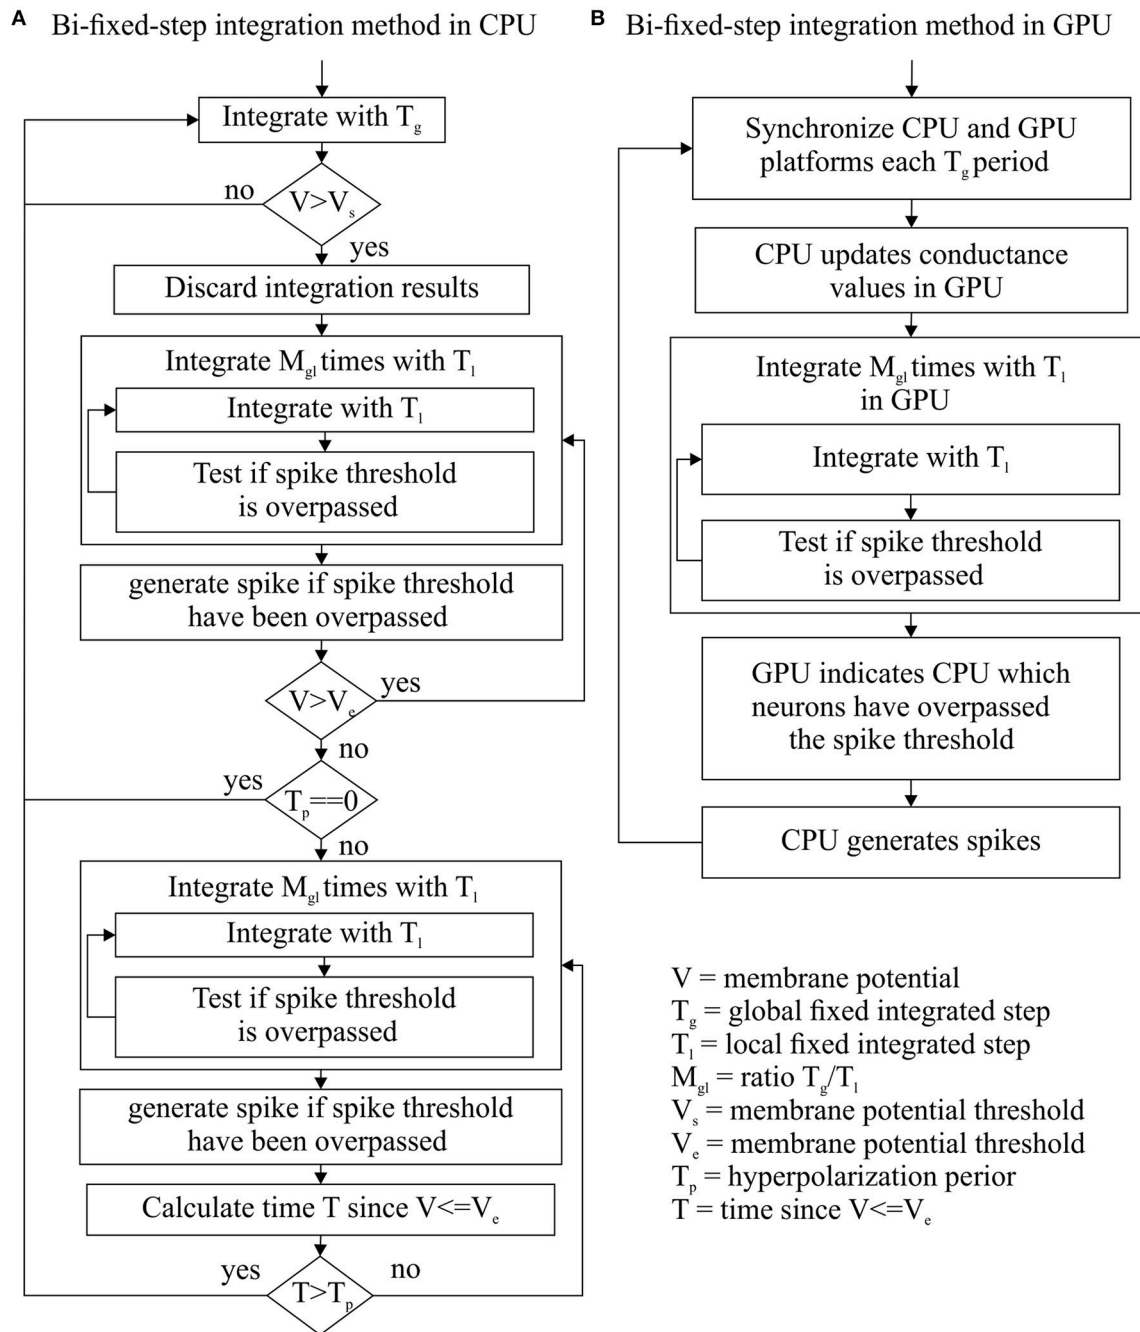 A Bi-fixed-step integration method in CPU
Integrate with Tg
V>Vs
no
yes
Discard integration results
Integrate Mgl times with Tl
Integrate with Tl
Test if spike threshold
is overpassed
generate spike if spike threshold
have been overpassed
V>Ve
yes
no
Tp==0
yes
no
Integrate Mgl times with Tl
Integrate with Tl
Test if spike threshold
is overpassed
generate spike if spike threshold
have been overpassed
Calculate time T since V<=Ve
yes
no
T>Tp
B Bi-fixed-step integration method in GPU
Synchronize CPU and GPU
platforms each Tg period
CPU updates conductance
values in GPU
Integrate Mgl times with Tl
in GPU
Integrate with Tl
Test if spike threshold
is overpassed
GPU indicates CPU which
neurons have overpassed
the spike threshold
CPU generates spikes
V = membrane potential
Tg = global fixed integrated step
Tl = local fixed integrated step
Mgl = ratio Tg/Tl
Vs = membrane potential threshold
Ve = membrane potential threshold
Tp = hyperpolarization perior
T = time since V<=Ve